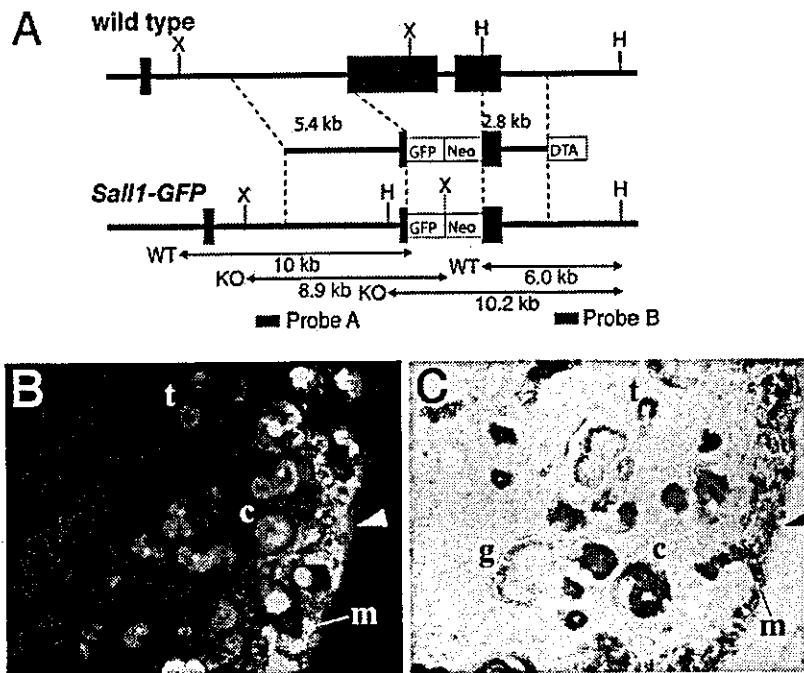 A
wild type
X
X
H
H
5.4 kb
2.8 kb
GFP
Neo
DTA
Sall1-GFP
X
H
X
H
GFP
Neo
WT
10 kb
WT
6.0 kb
KO
8.9 kb
KO
10.2 kb
Probe A
Probe B
B
t
c
m
C
t
g
c
m